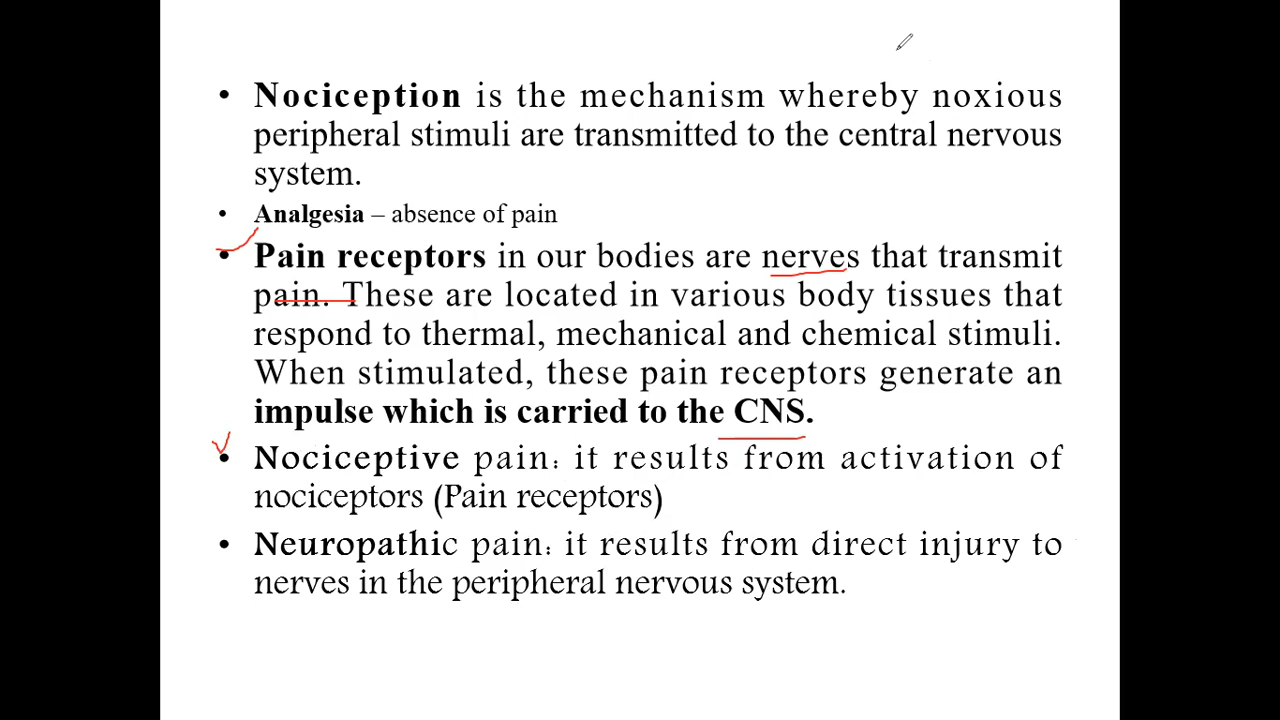 • Nociception is the mechanism whereby noxious
peripheral stimuli are transmitted to the central nervous
system.
• Analgesia – absence of pain
• Pain receptors in our bodies are nerves that transmit
pain. These are located in various body tissues that
respond to thermal, mechanical and chemical stimuli.
When stimulated, these pain receptors generate an
impulse which is carried to the CNS.
• Nociceptive pain: it results from activation of
nociceptors (Pain receptors)
• Neuropathic pain: it results from direct injury to
nerves in the peripheral nervous system.